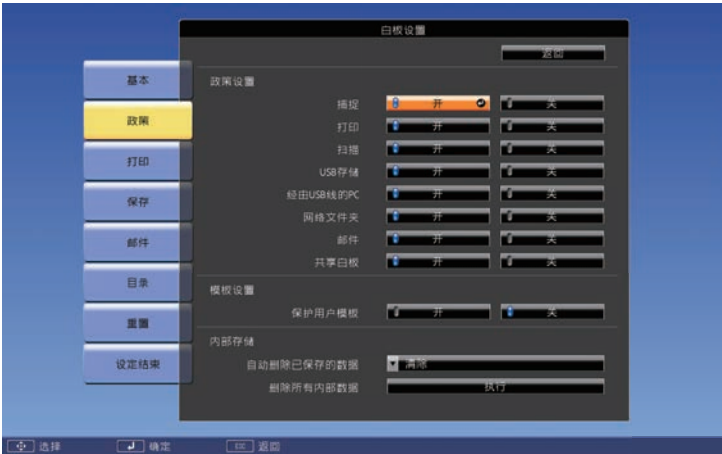 白板设置
返回
基本
政策
打印
保存
邮件
目录
重置
设定结束
政策设置
捕捉 开 关
打印 开 关
扫描 开 关
USB存储 开 关
经由USB线的PC 开 关
网络文件夹 开 关
邮件 开 关
共享白板 开 关
模板设置
保护用户模板 开 关
内部存储
自动删除已保存的数据 清除
删除所有内部数据 执行
选择 确定 ESC 返回